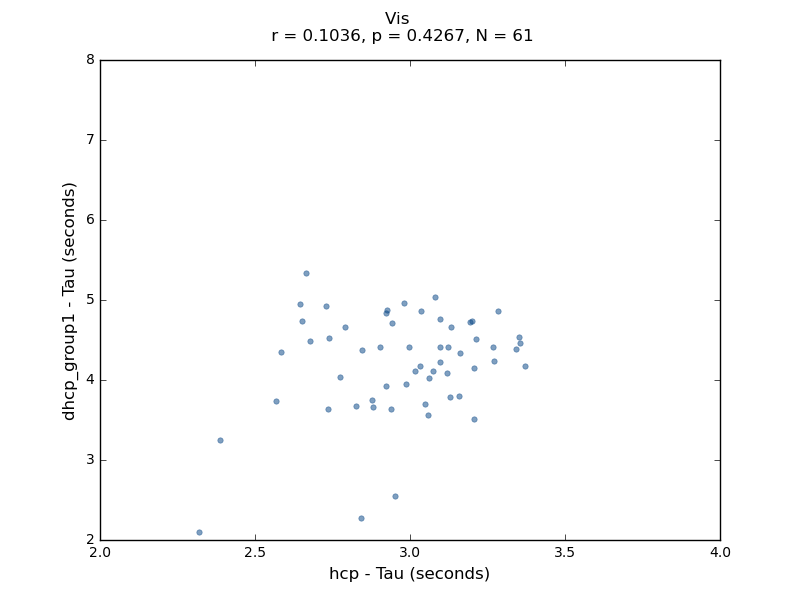 Vis
r = 0.1036, p = 0.4267, N = 61
8
7
6
5
4
3
2
dhcp_group1 - Tau (seconds)
2.0 2.5 3.0 3.5 4.0
hcp - Tau (seconds)